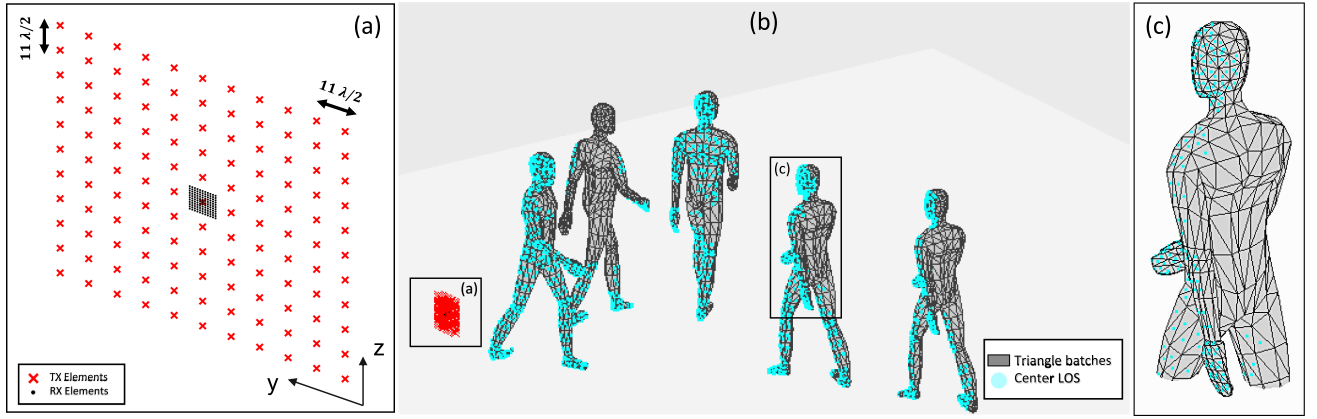 (a)
11 λ/2
11 λ/2
z
y
TX Elements
RX Elements
(b)
(c)
(a)
Triangle batches
Center LOS
(c)